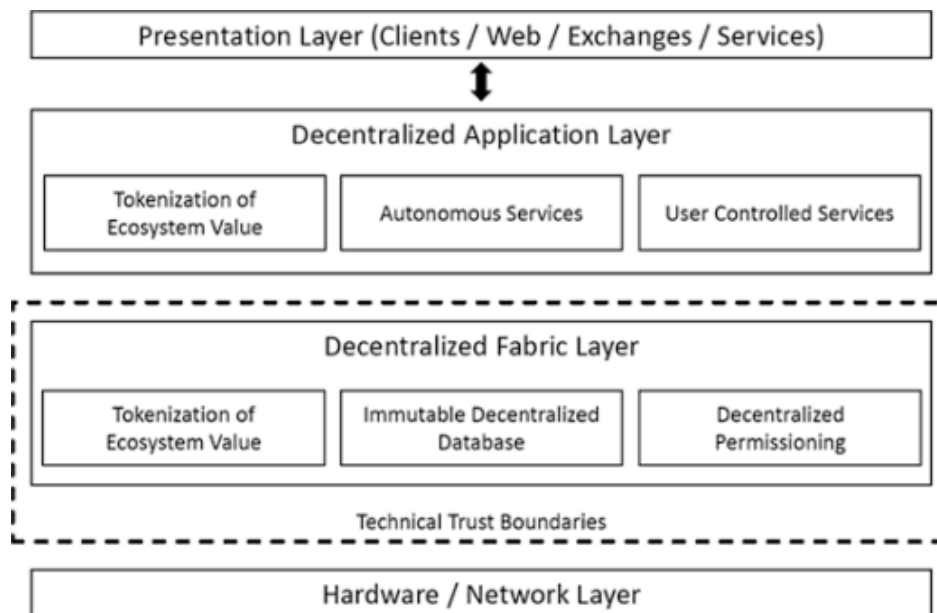 Presentation Layer (Clients / Web / Exchanges / Services)
Decentralized Application Layer
Tokenization of
Ecosystem Value
Autonomous Services
User Controlled Services
Decentralized Fabric Layer
Tokenization of
Ecosystem Value
Immutable Decentralized
Database
Decentralized
Permissioning
Technical Trust Boundaries
Hardware / Network Layer